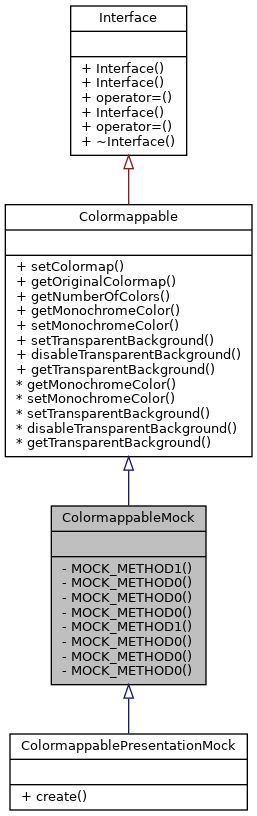 Interface
+ Interface()
+ Interface()
+ operator=()
+ Interface()
+ operator=()
+ ~Interface()
Colormappable
+ setColormap()
+ getOriginalColormap()
+ getNumberOfColors()
+ getMonochromeColor()
+ setMonochromeColor()
+ setTransparentBackground()
+ disableTransparentBackground()
+ getTransparentBackground()
* getMonochromeColor()
* setMonochromeColor()
* setTransparentBackground()
* disableTransparentBackground()
* getTransparentBackground()
ColormappableMock
- MOCK_METHOD1()
- MOCK_METHOD0()
- MOCK_METHOD0()
- MOCK_METHOD0()
- MOCK_METHOD1()
- MOCK_METHOD0()
- MOCK_METHOD0()
- MOCK_METHOD0()
ColormappablePresentationMock
+ create()